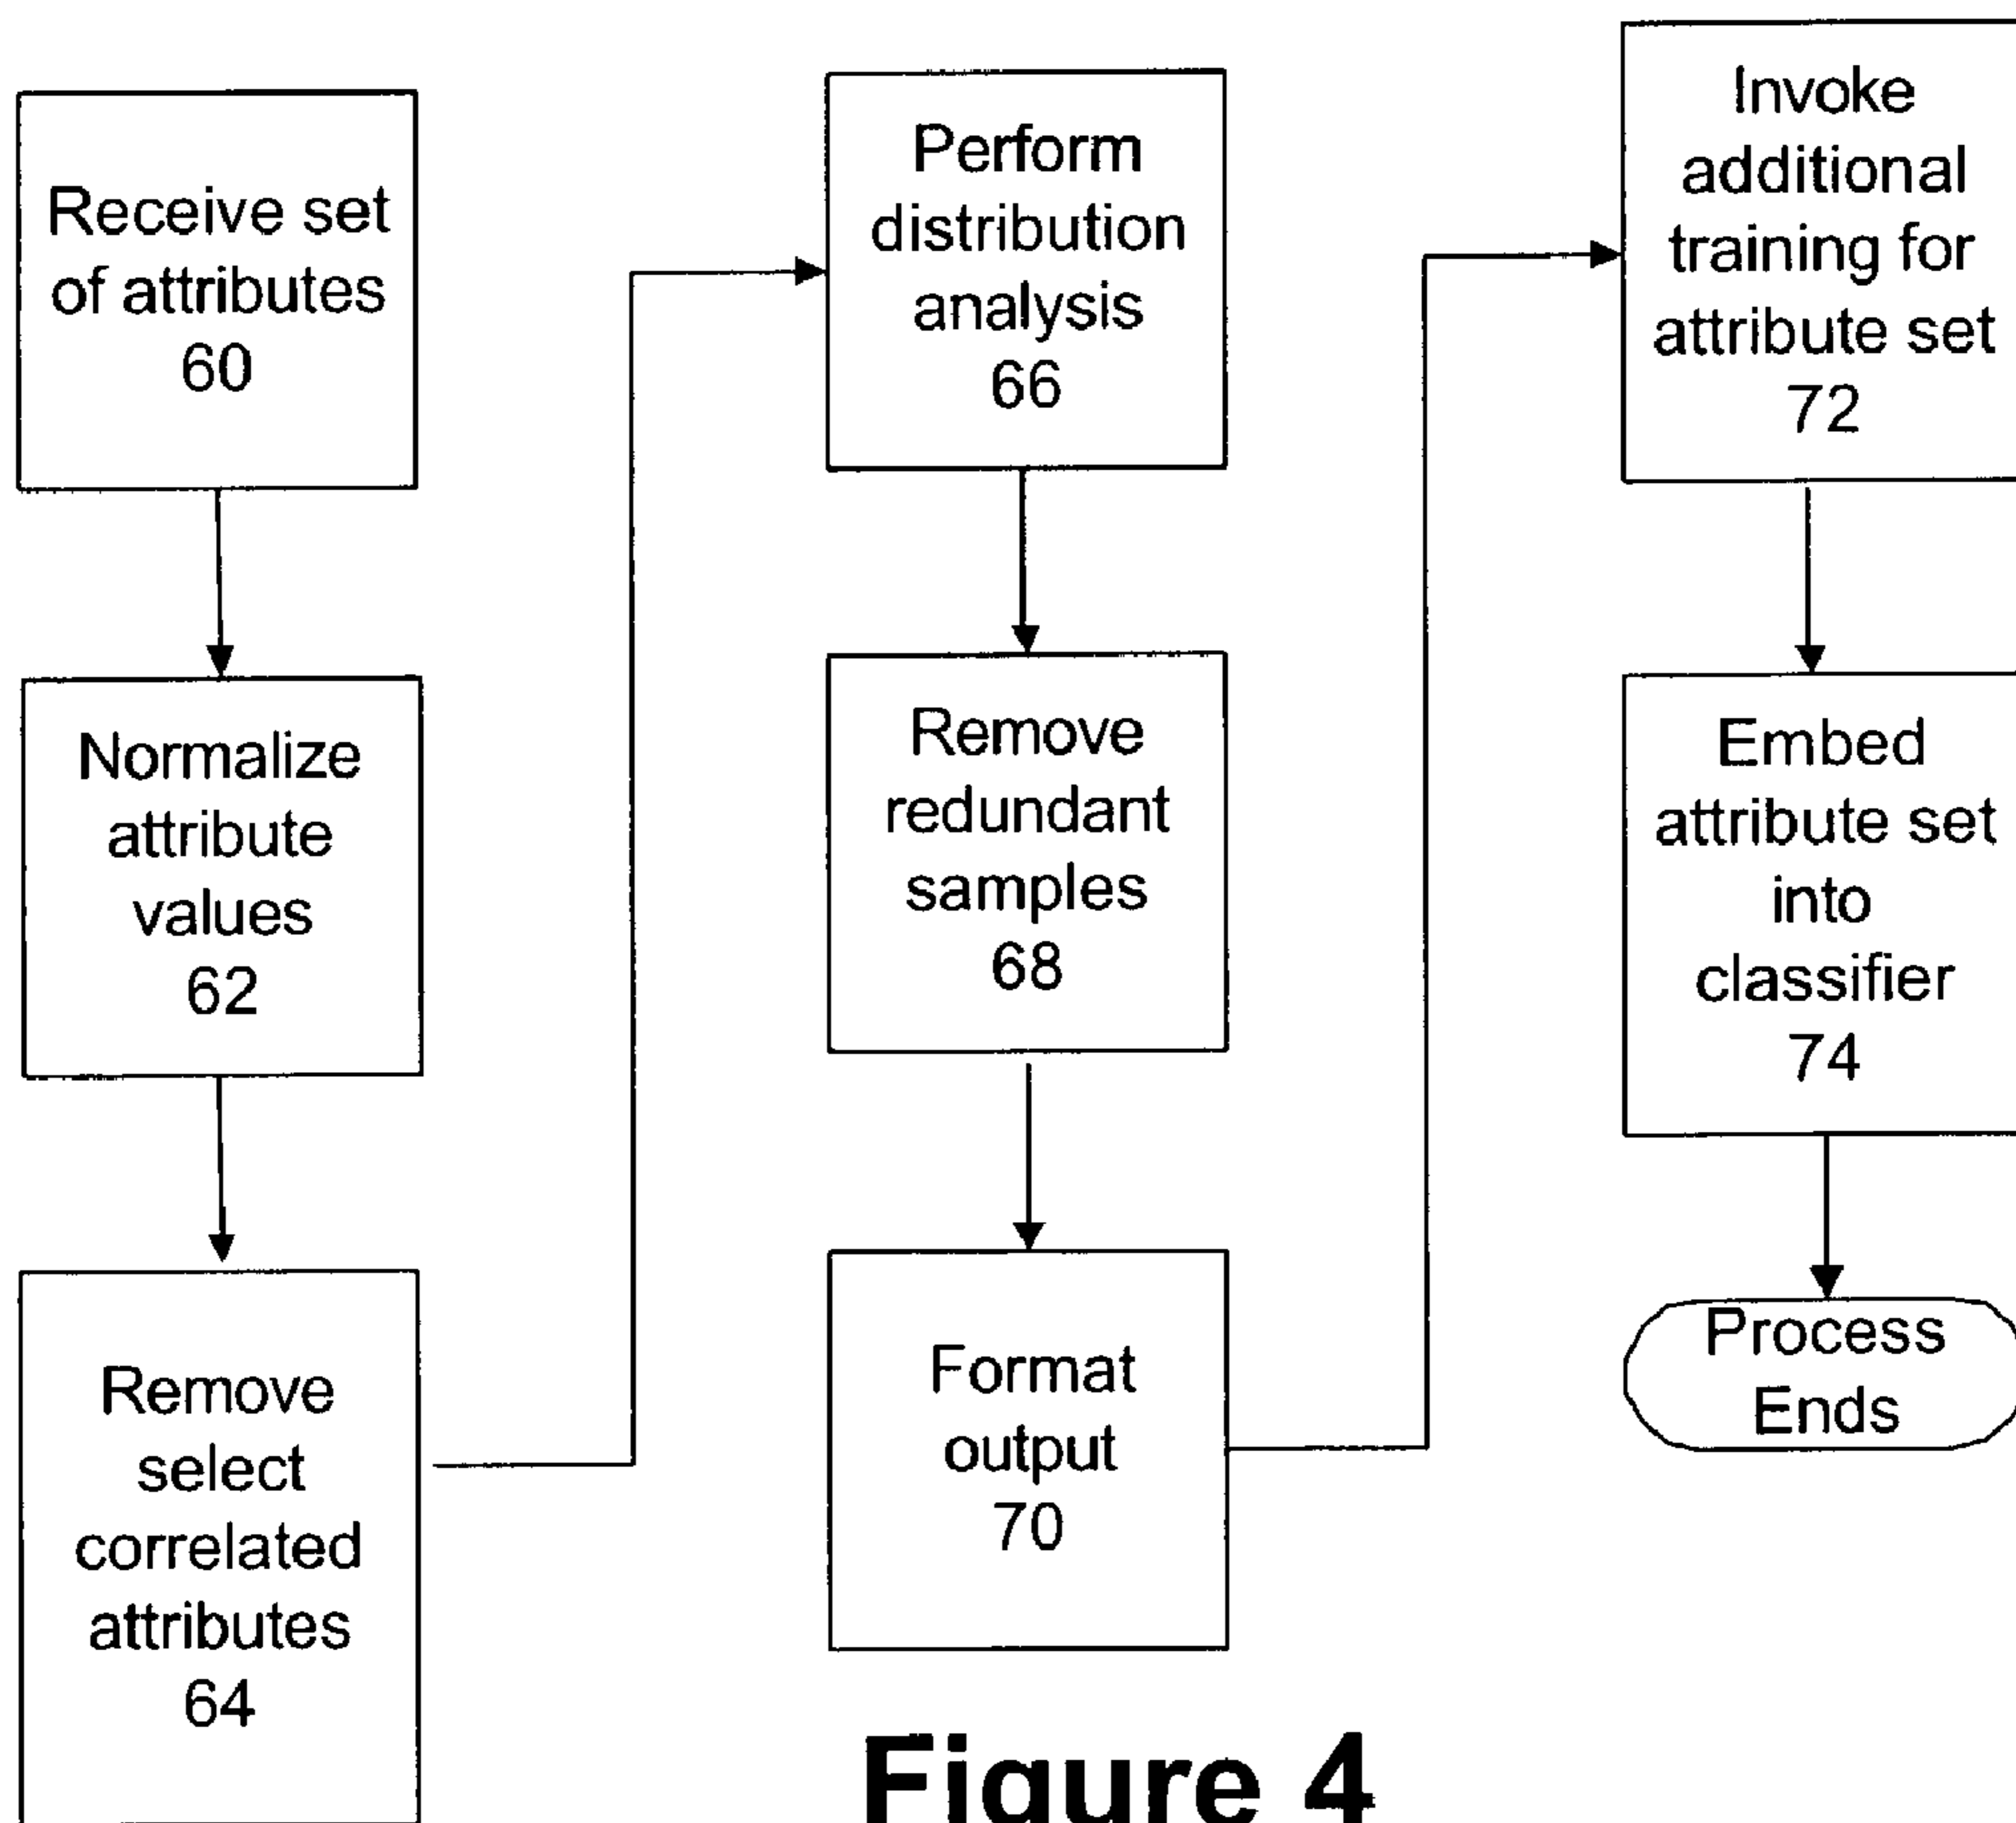 Receive set
of attributes
60
Normalize
attribute
values
62
Remove
select
correlated
attributes
64
Perform
distribution
analysis
66
Remove
redundant
samples
68
Format
output
70
Invoke
additional
training for
attribute set
72
Embed
attribute set
into
classifier
74
Process
Ends
Figure 4